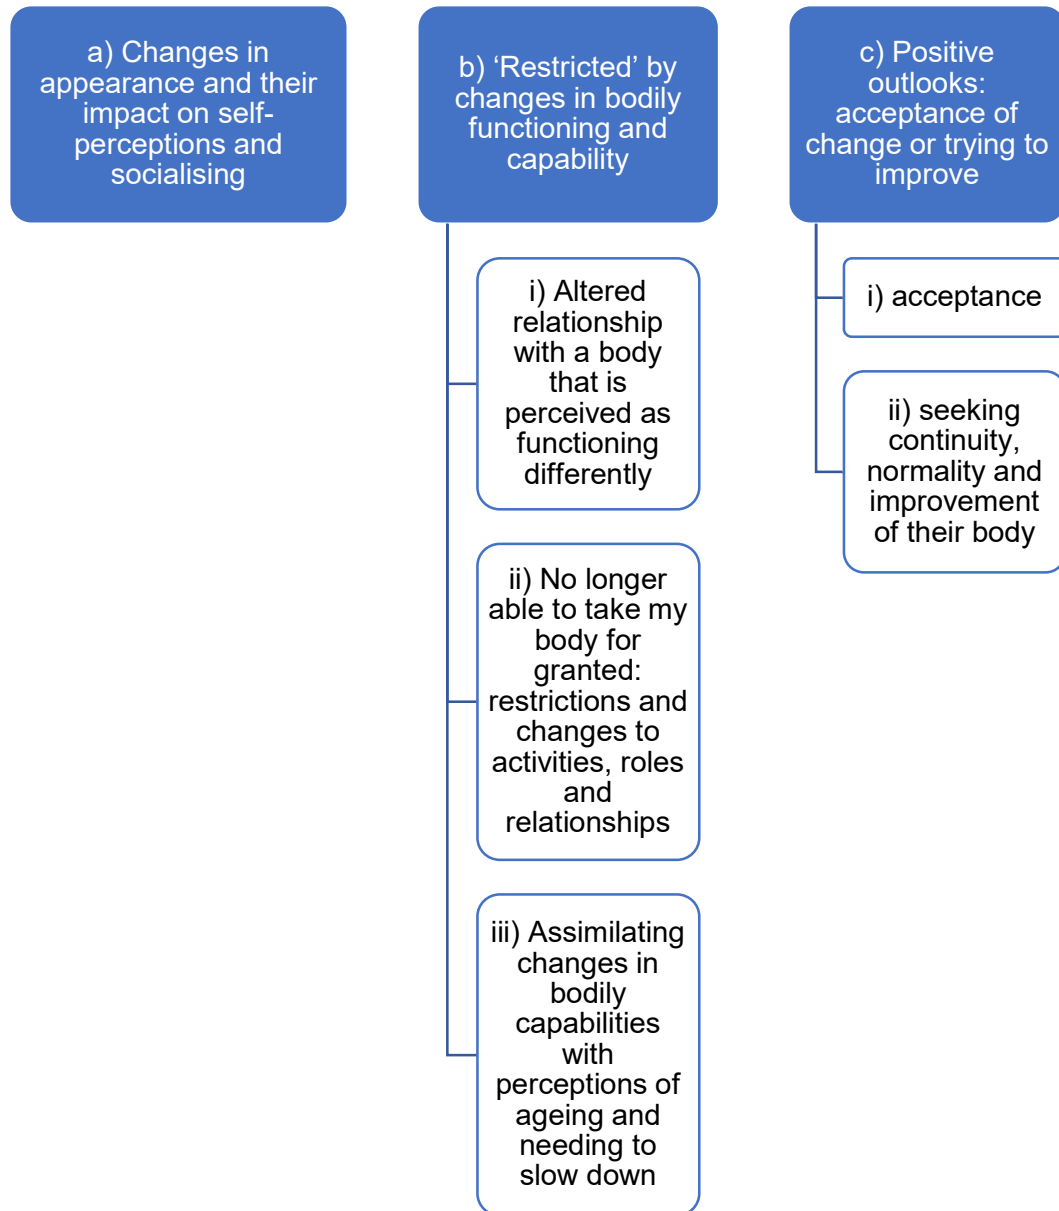 a) Changes in
appearance and their
impact on self-
perceptions and
socialising
b) ‘Restricted’ by
changes in bodily
functioning and
capability
i) Altered
relationship
with a body
that is
perceived as
functioning
differently
ii) No longer
able to take my
body for
granted:
restrictions and
changes to
activities, roles
and
relationships
iii) Assimilating
changes in
bodily
capabilities
with
perceptions of
ageing and
needing to
slow down
c) Positive
outlooks:
acceptance of
change or trying to
improve
i) acceptance
ii) seeking
continuity,
normality and
improvement
of their body